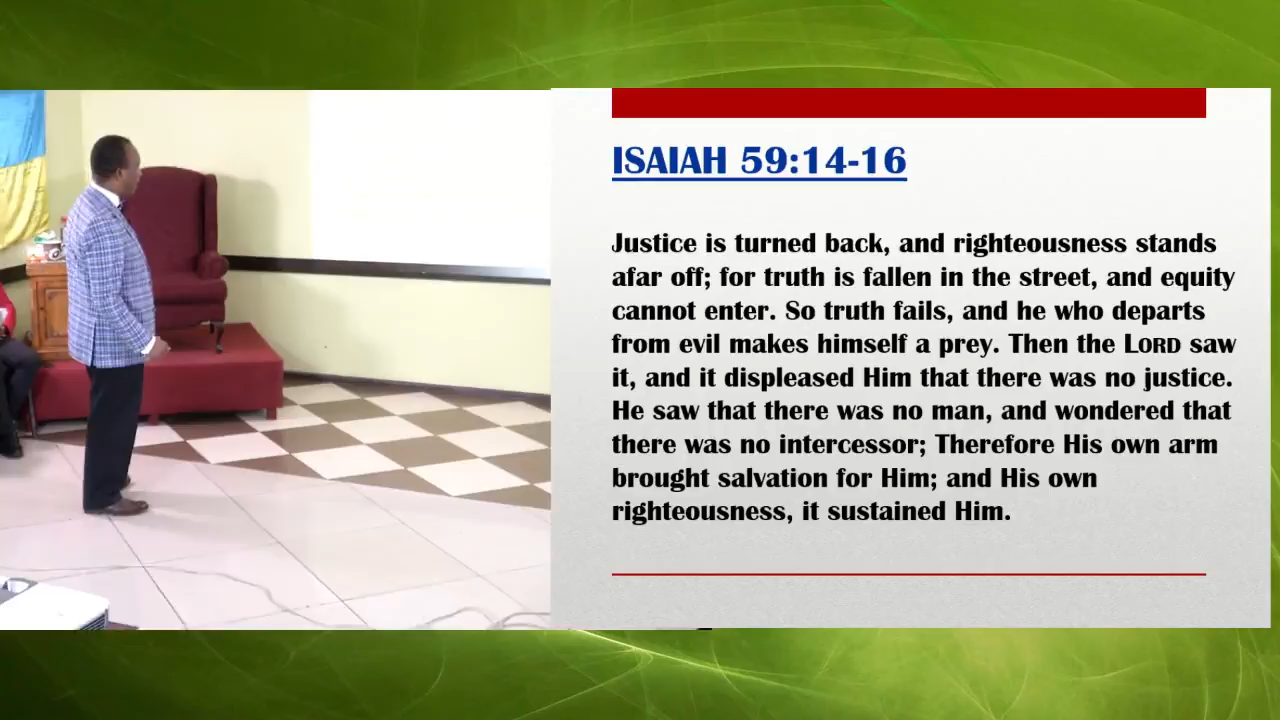 ISAIAH 59:14-16
Justice is turned back, and righteousness stands
afar off; for truth is fallen in the street, and equity
cannot enter. So truth fails, and he who departs
from evil makes himself a prey. Then the LORD saw
it, and it displeased Him that there was no justice.
He saw that there was no man, and wondered that
there was no intercessor; Therefore His own arm
brought salvation for Him; and His own
righteousness, it sustained Him.